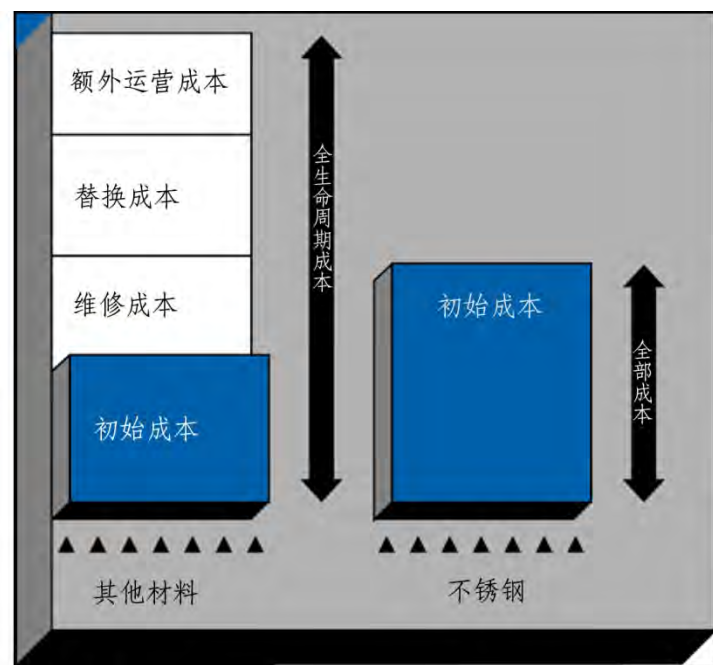 额外运营成本
替换成本
维修成本
初始成本
全生命周期成本
初始成本
全部成本
其他材料
不锈钢